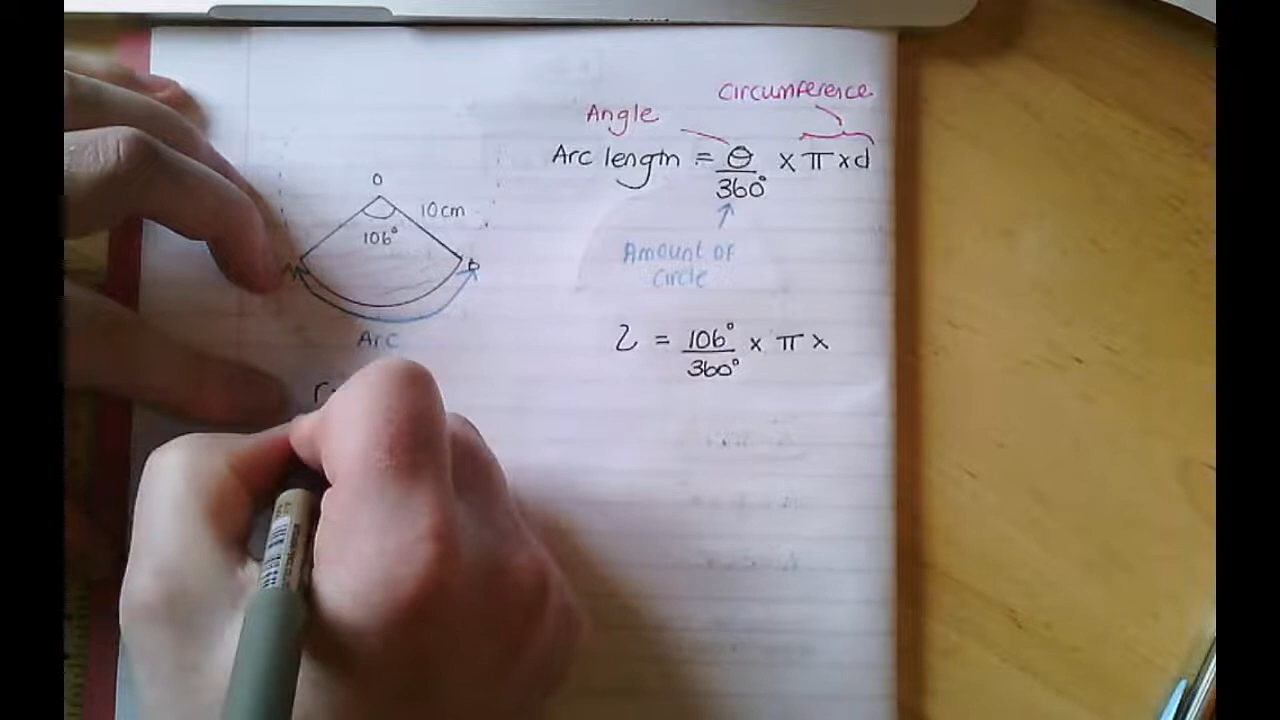 Circumference
Angle
Arc length = θ/360° × π × d
Amount of
circle
O
10cm
106°
Arc
l = 106°/360° × π ×
r